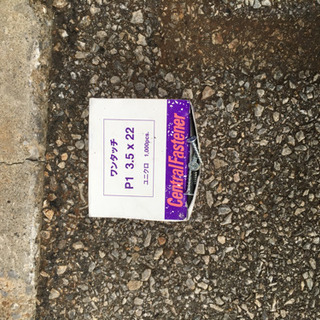 ワンタッチ
P1 3.5 x 22
ユニクロ 1,000pcs.
Central Fastener